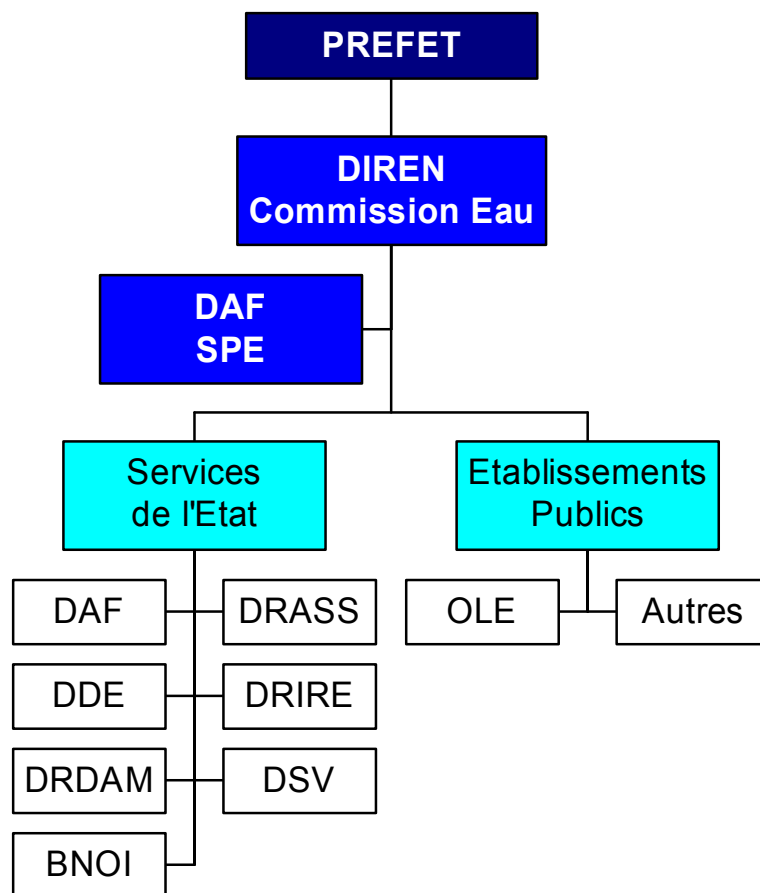 PREFET
DIREN
Commission Eau
DAF
SPE
Services
de l'Etat
Etablissements
Publics
DAF
DRASS
OLE
Autres
DDE
DRIRE
DRDAM
DSV
BNOI